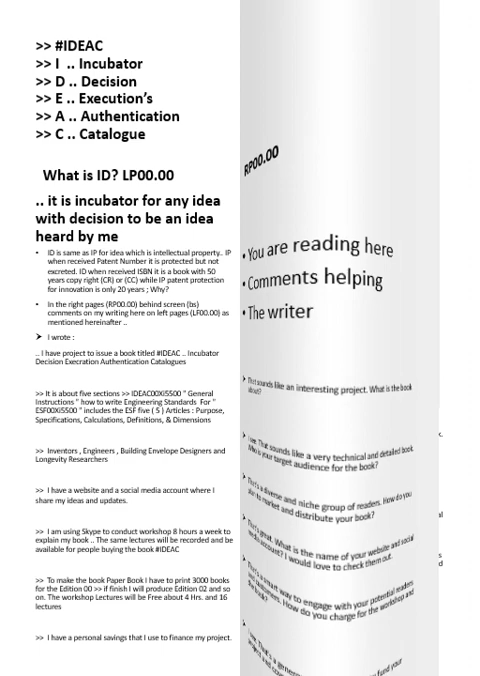 >> #IDEAC
>> I .. Incubator
>> D .. Decision
>> E .. Execution's
>> A .. Authentication
>> C .. Catalogue
What is ID? LP00.00
.. it is incubator for any idea
with decision to be an idea
heard by me
• ID is same as IP for idea which is intellectual property.. IP
when received Patent Number it is protected but not
excreted. ID when received ISBN it is a book with 50
years copy right (CR) or (CC) while IP patent protection
for innovation is only 20 years ; Why?
• In the right pages (RP00.00) behind screen (bs)
comments on my writing here on left pages (LF00.00) as
mentioned hereinafter ..
➤ I wrote :
.. I have project to issue a book titled #IDEAC .. Incubator
Decision Execration Authentication Catalogues
>> It is about five sections >> IDEAC00Xi5500 " General
Instructions " how to write Engineering Standards For "
ESF00Xi5500 " includes the ESF five ( 5 ) Articles : Purpose,
Specifications, Calculations, Definitions, & Dimensions
>> Inventors , Engineers , Building Envelope Designers and
Longevity Researchers
>> I have a website and a social media account where I
share my ideas and updates.
>> I am using Skype to conduct workshop 8 hours a week to
explain my book .. The same lectures will be recorded and be
available for people buying the book #IDEAC
>> To make the book Paper Book I have to print 3000 books
for the Edition 00 >> if finish I will produce Edition 02 and so
on. The workshop Lectures will be Free about 4 Hrs. and 16
lectures
>> I have a personal savings that I use to finance my project.
RP00.00
• You are reading here
• Comments helping
• The writer
➤ That sounds like an interesting project. What is the book
about?
➤ I see. That sounds like a very technical and detailed book.
Who is your target audience for the book?
➤ That's a diverse and niche group of readers. How do you
plan to market and distribute your book?
➤ That's great. What is the name of your website and social
media account? I would love to check them out.
➤ That's a smart way to engage with your potential readers
and customers. How do you charge for the workshop and
the book?
➤ I see. That's a
project and
fund your